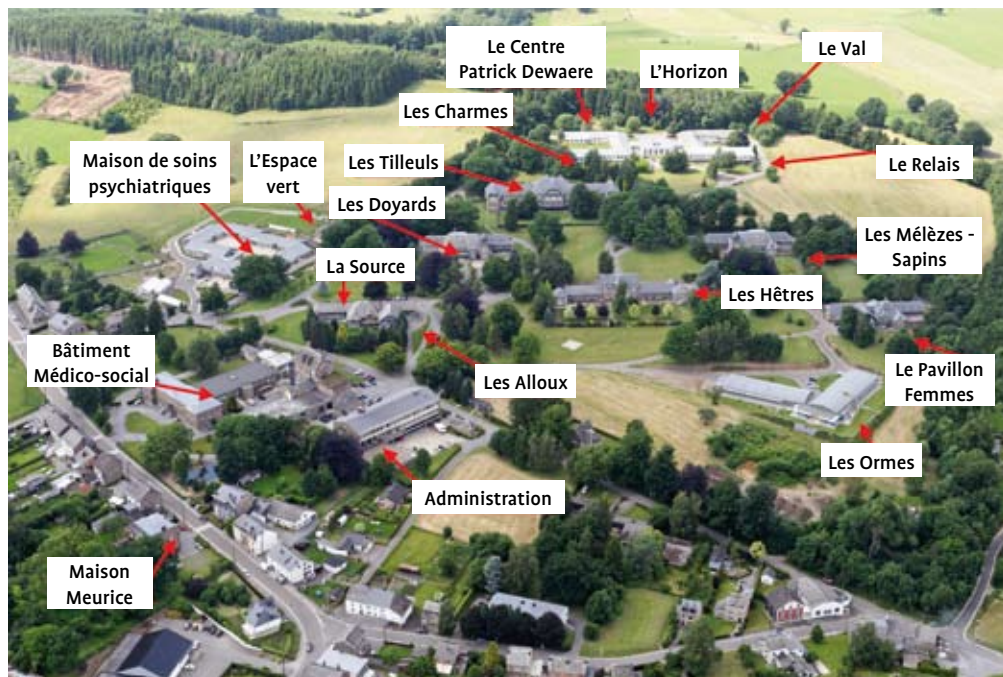 Le Centre
Patrick Dewaere
L'Horizon
Le Val
Les Charmes
Maison de soins
psychiatriques
L'Espace
vert
Les Tilleuls
Le Relais
Les Doyards
Les Mélèzes -
Sapins
La Source
Les Hêtres
Bâtiment
Médico-social
Les Alloux
Le Pavillon
Femmes
Les Ormes
Administration
Maison
Meurice